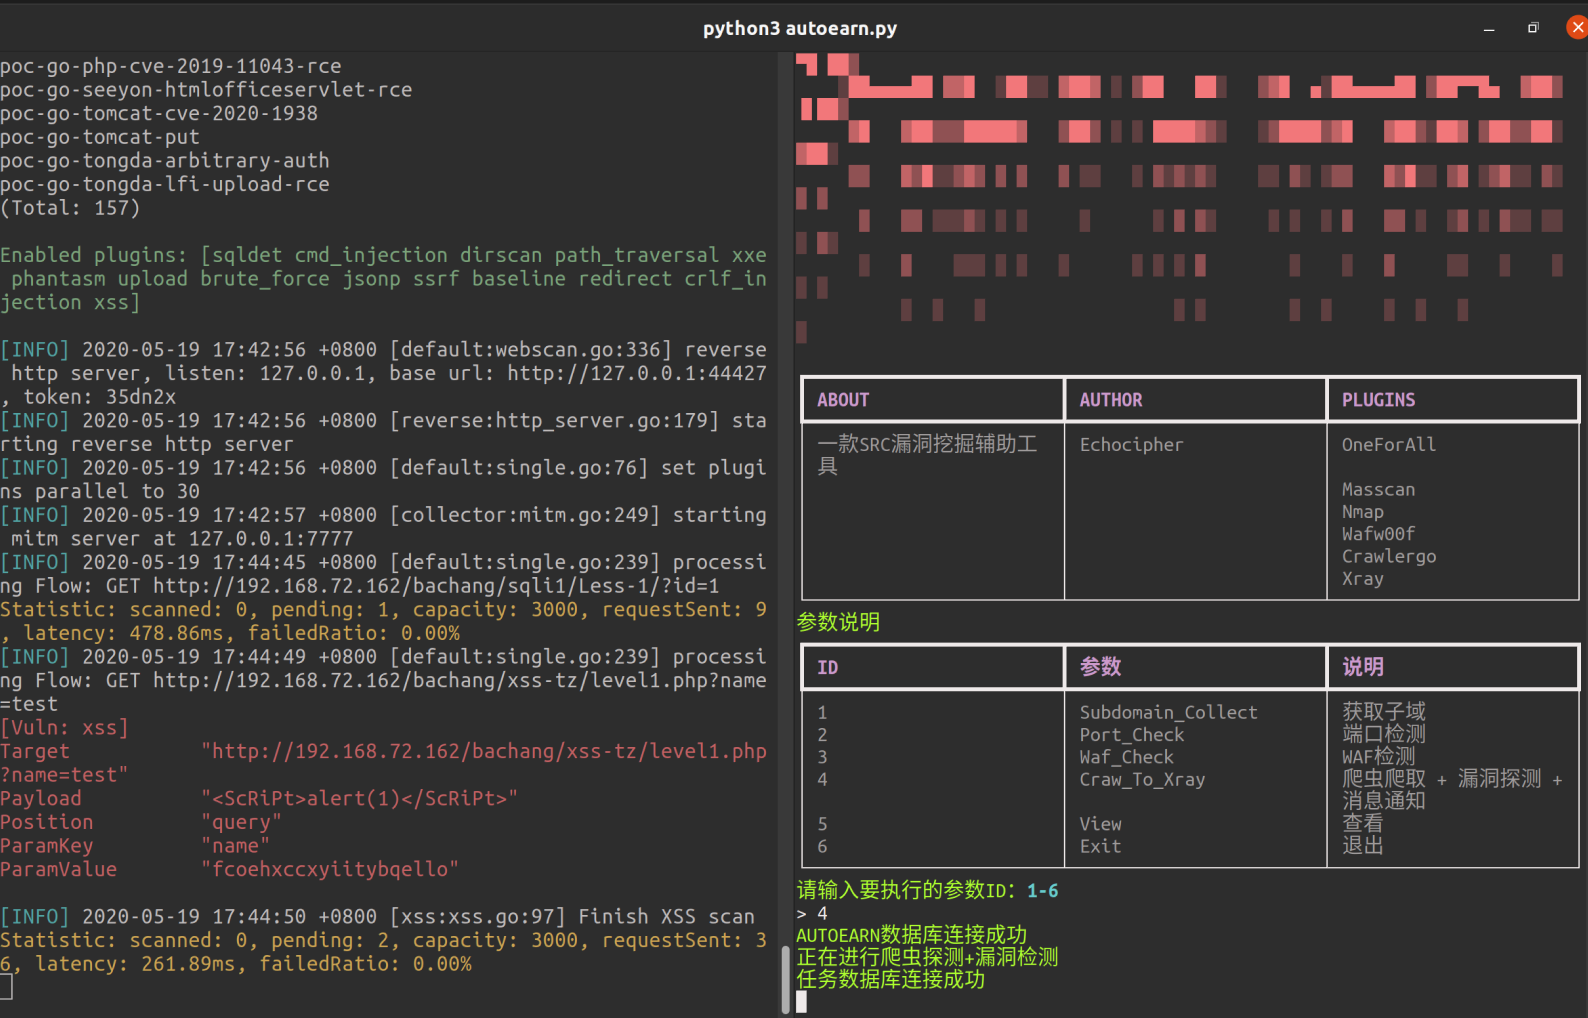 python3 autoearn.py
poc-go-php-cve-2019-11043-rce
poc-go-seeyon-htmlofficeservlet-rce
poc-go-tomcat-cve-2020-1938
poc-go-tomcat-put
poc-go-tongda-arbitrary-auth
poc-go-tongda-lfi-upload-rce
(Total: 157)
Enabled plugins: [sqldet cmd_injection dirscan path_traversal xxe
phantasm upload brute_force jsonp ssrf baseline redirect crlf_in
jection xss]
[INFO] 2020-05-19 17:42:56 +0800 [default:webscan.go:336] reverse
http server, listen: 127.0.0.1, base url: http://127.0.0.1:44427
, token: 35dn2x
[INFO] 2020-05-19 17:42:56 +0800 [reverse:http_server.go:179] sta
rting reverse http server
[INFO] 2020-05-19 17:42:56 +0800 [default:single.go:76] set plugi
ns parallel to 30
[INFO] 2020-05-19 17:42:57 +0800 [collector:mitm.go:249] starting
mitm server at 127.0.0.1:7777
[INFO] 2020-05-19 17:44:45 +0800 [default:single.go:239] processi
ng Flow: GET http://192.168.72.162/bachang/sqli1/Less-1/?id=1
Statistic: scanned: 0, pending: 1, capacity: 3000, requestSent: 9
, latency: 478.86ms, failedRatio: 0.00%
[INFO] 2020-05-19 17:44:49 +0800 [default:single.go:239] processi
ng Flow: GET http://192.168.72.162/bachang/xss-tz/level1.php?name
=test
[Vuln: xss]
Target "http://192.168.72.162/bachang/xss-tz/level1.php
?name=test"
Payload "<ScRiPt>alert(1)</ScRiPt>"
Position "query"
ParamKey "name"
ParamValue "fcoehxccxyiitybqello"
[INFO] 2020-05-19 17:44:50 +0800 [xss:xss.go:97] Finish XSS scan
Statistic: scanned: 0, pending: 2, capacity: 3000, requestSent: 3
6, latency: 261.89ms, failedRatio: 0.00%
ABOUT AUTHOR PLUGINS
一款SRC漏洞挖掘辅助工 Echocipher OneForAll
具
Masscan
Nmap
Wafw00f
Crawlergo
Xray
参数说明
ID 参数 说明
1 Subdomain_Collect 获取子域
2 Port_Check 端口检测
3 Waf_Check WAF检测
4 Craw_To_Xray 爬虫爬取 + 漏洞探测 +
消息通知
5 View 查看
6 Exit 退出
请输入要执行的参数ID: 1-6
> 4
AUTOEARN数据库连接成功
正在进行爬虫探测+漏洞检测
任务数据库连接成功